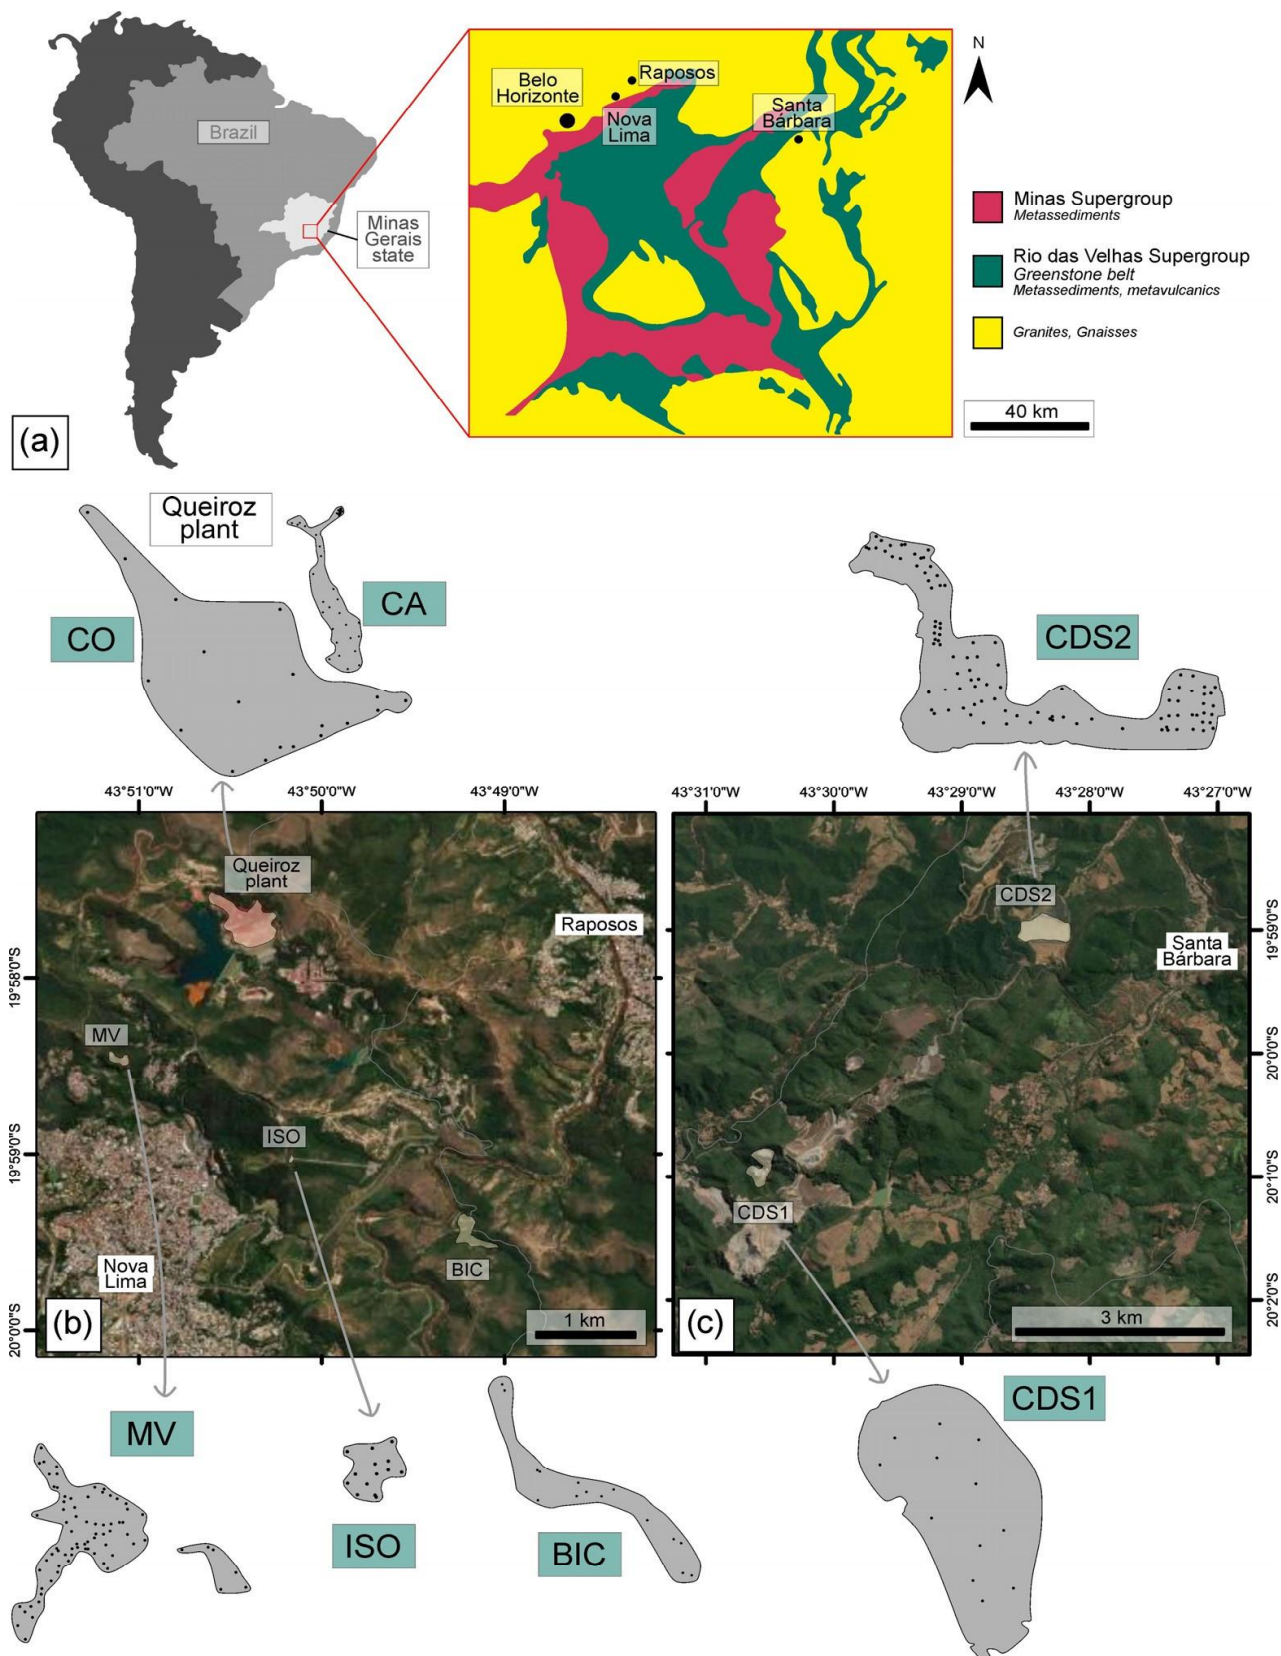 N
Raposos
Belo
Horizonte
Nova
Lima
Santa
Bárbara
Brazil
Minas
Gerais
state
Minas Supergroup
Metassediments
Rio das Velhas Supergroup
Greenstone belt
Metassediments, metavulcanics
Granites, Gnaisses
40 km
(a)
Queiroz
plant
CA
CO
CDS2
43°51'0"W
43°50'0"W
43°49'0"W
43°31'0"W
43°30'0"W
43°29'0"W
43°28'0"W
43°27'0"W
Queiroz
plant
Raposos
MV
ISO
BIC
Nova
Lima
(b)
1 km
19°58'0"S
19°59'0"S
20°0'0"S
CDS2
Santa
Bárbara
CDS1
(c)
3 km
19°59'0"S
20°0'0"S
20°1'0"S
20°2'0"S
MV
ISO
BIC
CDS1